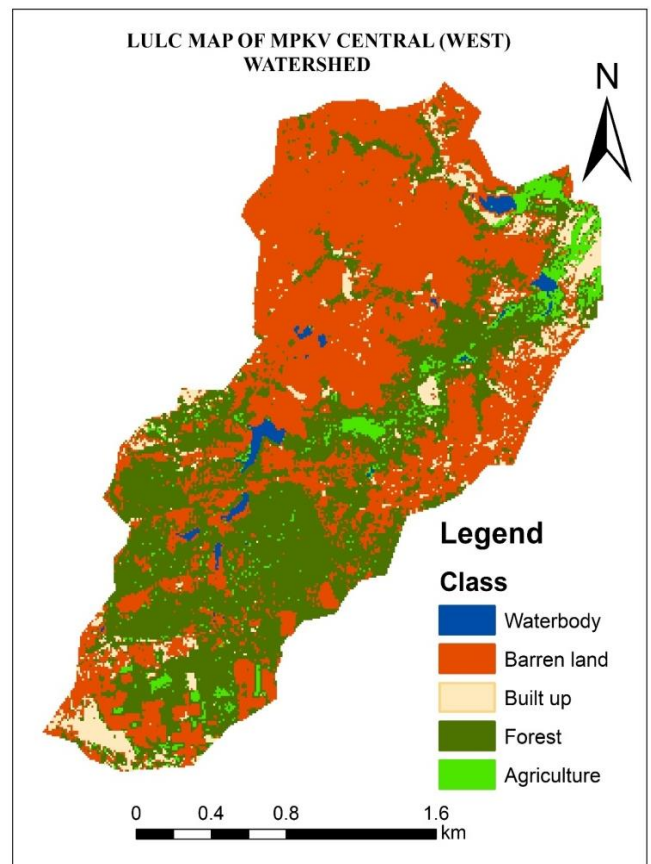 LULC MAP OF MPKV CENTRAL (WEST)
WATERSHED
N
Legend
Class
Waterbody
Barren land
Built up
Forest
Agriculture
0 0.4 0.8 1.6
km